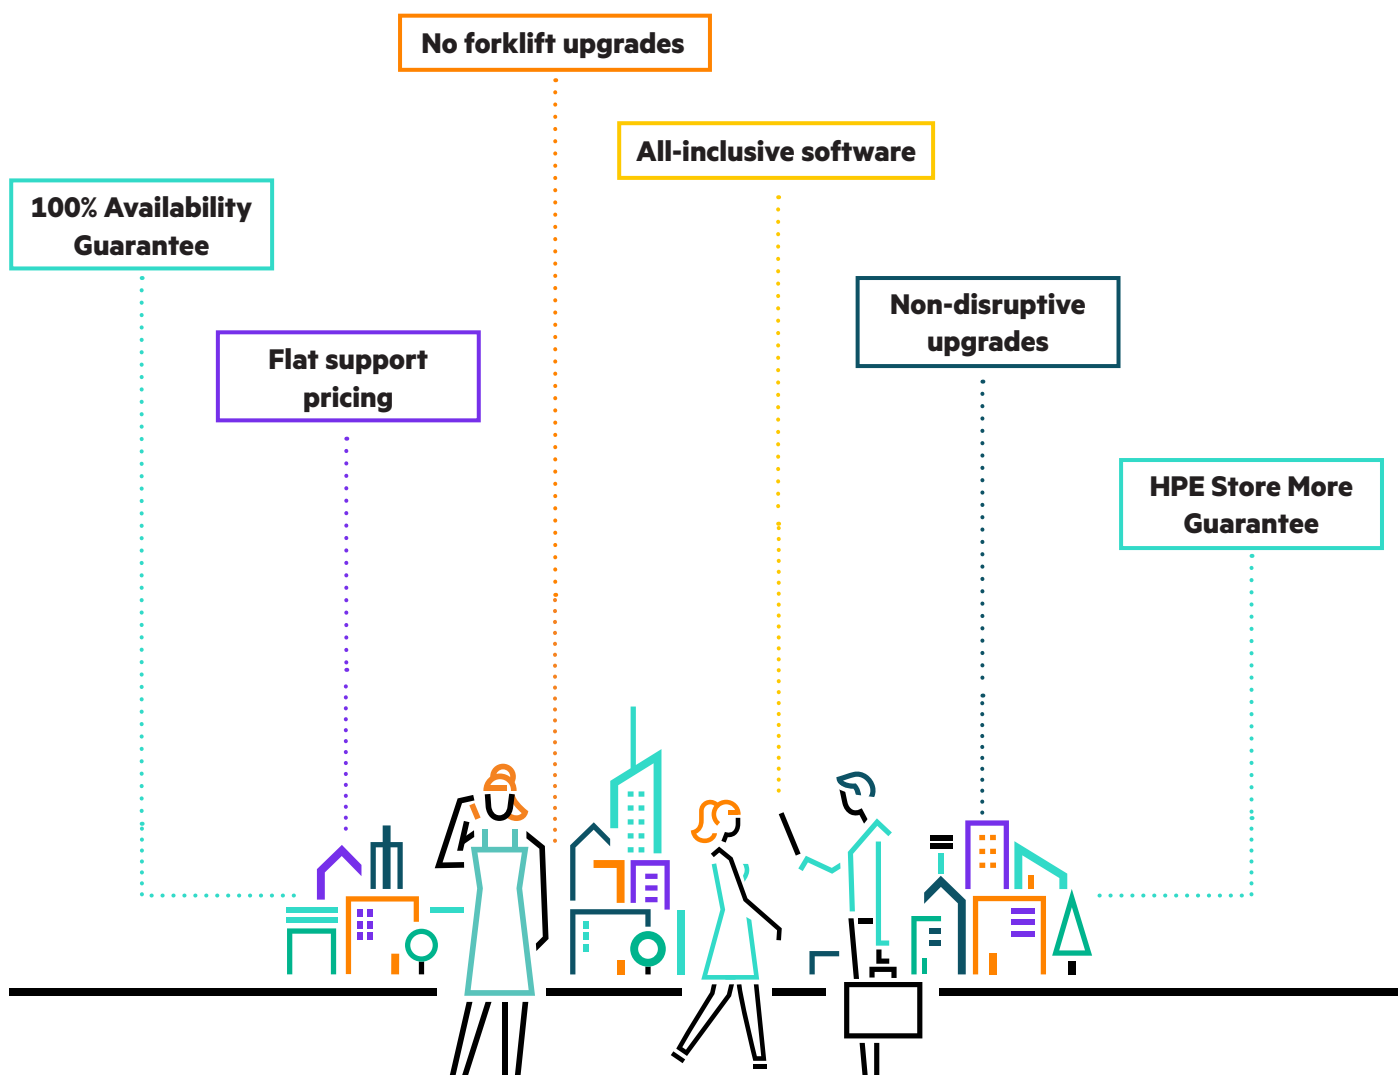 No forklift upgrades
All-inclusive software
100% Availability
Guarantee
Non-disruptive
upgrades
Flat support
pricing
HPE Store More
Guarantee